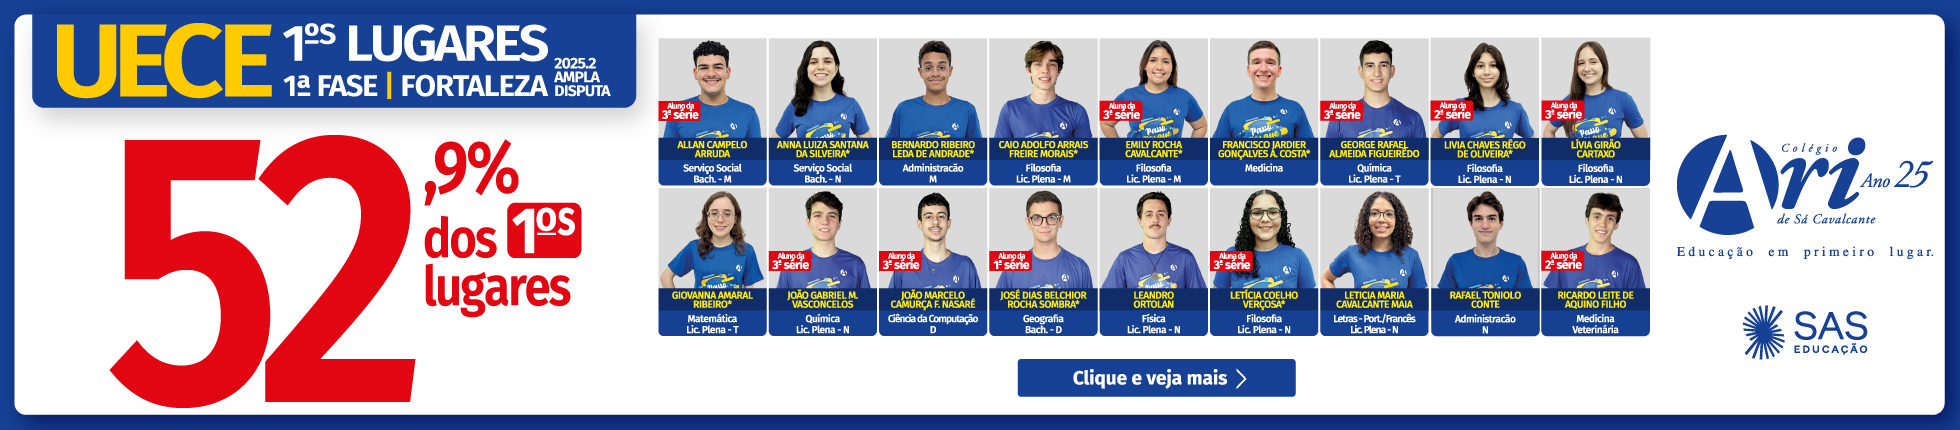 UECE
1ºs LUGARES
1ª FASE | FORTALEZA
2025.2
AMPLA
DISPUTA
52,9%
dos 1ºs
lugares
Aluno da
3ª série
ALLAN CAMPELO
ARRUDA
Serviço Social
Bach. - M
ANNA LUIZA SANTANA
DA SILVEIRA*
Serviço Social
Bach. - N
BERNARDO RIBEIRO
LEDA DE ANDRADE*
Administracão
M
CAIO ADOLFO ARRAIS
FREIRE MORAIS*
Filosofia
Lic. Plena - M
Aluna da
3ª série
EMILY ROCHA
CAVALCANTE*
Filosofia
Lic. Plena - M
FRANCISCO JARDIER
GONÇALVES A. COSTA*
Medicina
Aluno da
3ª série
GEORGE RAFAEL
ALMEIDA FIGUEIRÊDO
Química
Lic. Plena - T
Aluna da
2ª série
LIVIA CHAVES RÊGO
DE OLIVEIRA*
Filosofia
Lic. Plena - N
Aluna da
3ª série
LÍVIA GIRÃO
CARTAXO
Filosofia
Lic. Plena - N
GIOVANNA AMARAL
RIBEIRO*
Matemática
Lic. Plena - T
Aluno da
3ª série
JOÃO GABRIEL M.
VASCONCELOS
Química
Lic. Plena - N
Aluno da
3ª série
JOÃO MARCELO
CAMURÇA F. NASARÉ
Ciência da Computação
D
Aluno da
1ª série
JOSÉ DIAS BELCHIOR
ROCHA SOMBRA*
Geografia
Bach. - D
LEANDRO
ORTOLAN
Física
Lic. Plena - N
Aluna da
3ª série
LETÍCIA COELHO
VERÇOSA*
Filosofia
Lic. Plena - N
LETICIA MARIA
CAVALCANTE MAIA
Letras - Port./Francês
Lic. Plena - N
RAFAEL TONIOLO
CONTE
Administracão
N
Aluno da
2ª série
RICARDO LEITE DE
AQUINO FILHO
Medicina
Veterinária
Clique e veja mais
Colégio
Ari Ano 25
de Sá Cavalcante
Educação em primeiro lugar.
SAS
EDUCAÇÃO